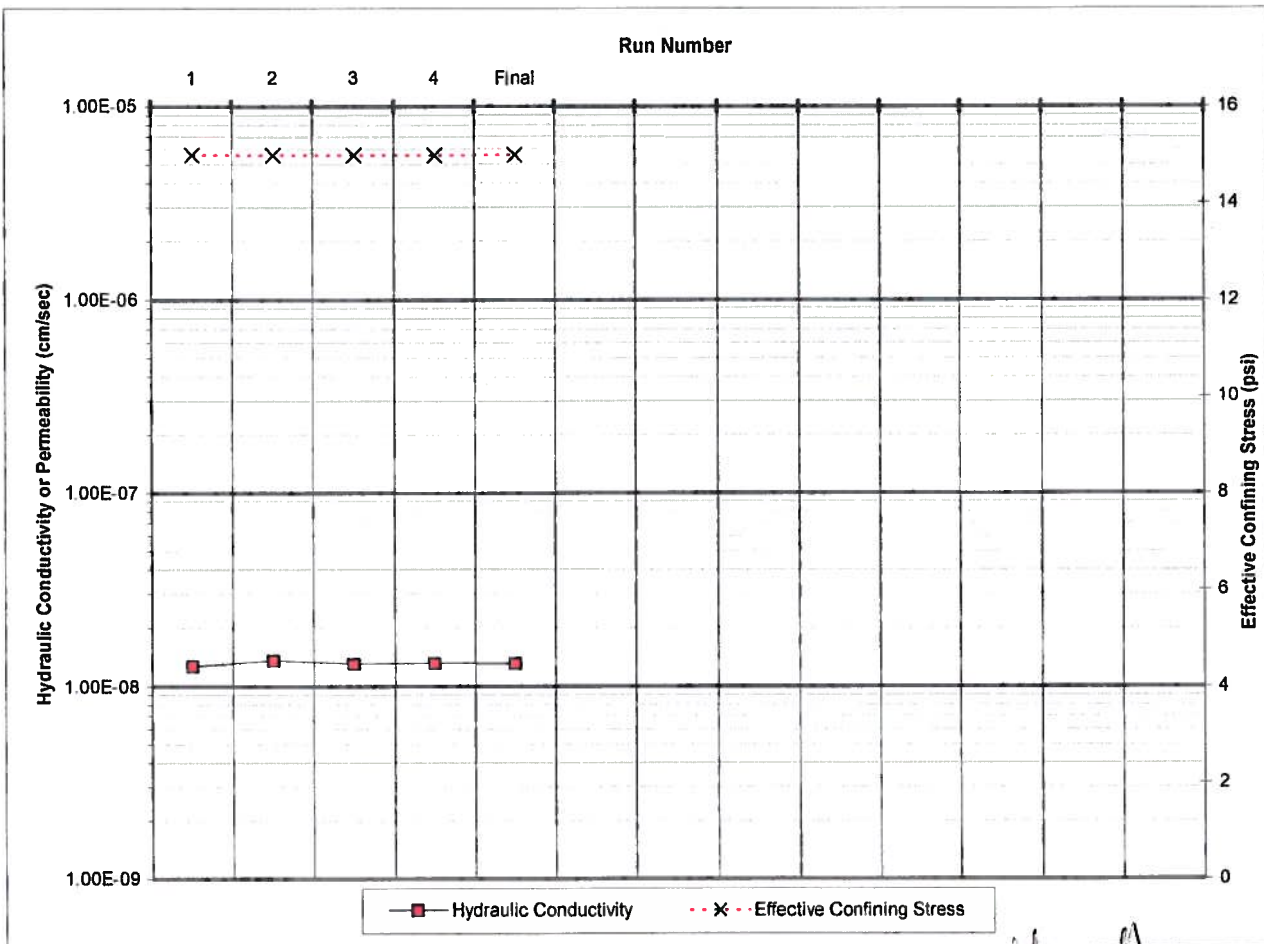 Run Number
1 2 3 4 Final
1.00E-05
1.00E-06
1.00E-07
1.00E-08
1.00E-09
Hydraulic Conductivity or Permeability (cm/sec)
16
14
12
10
8
6
4
2
0
Effective Confining Stress (psi)
Hydraulic Conductivity Effective Confining Stress